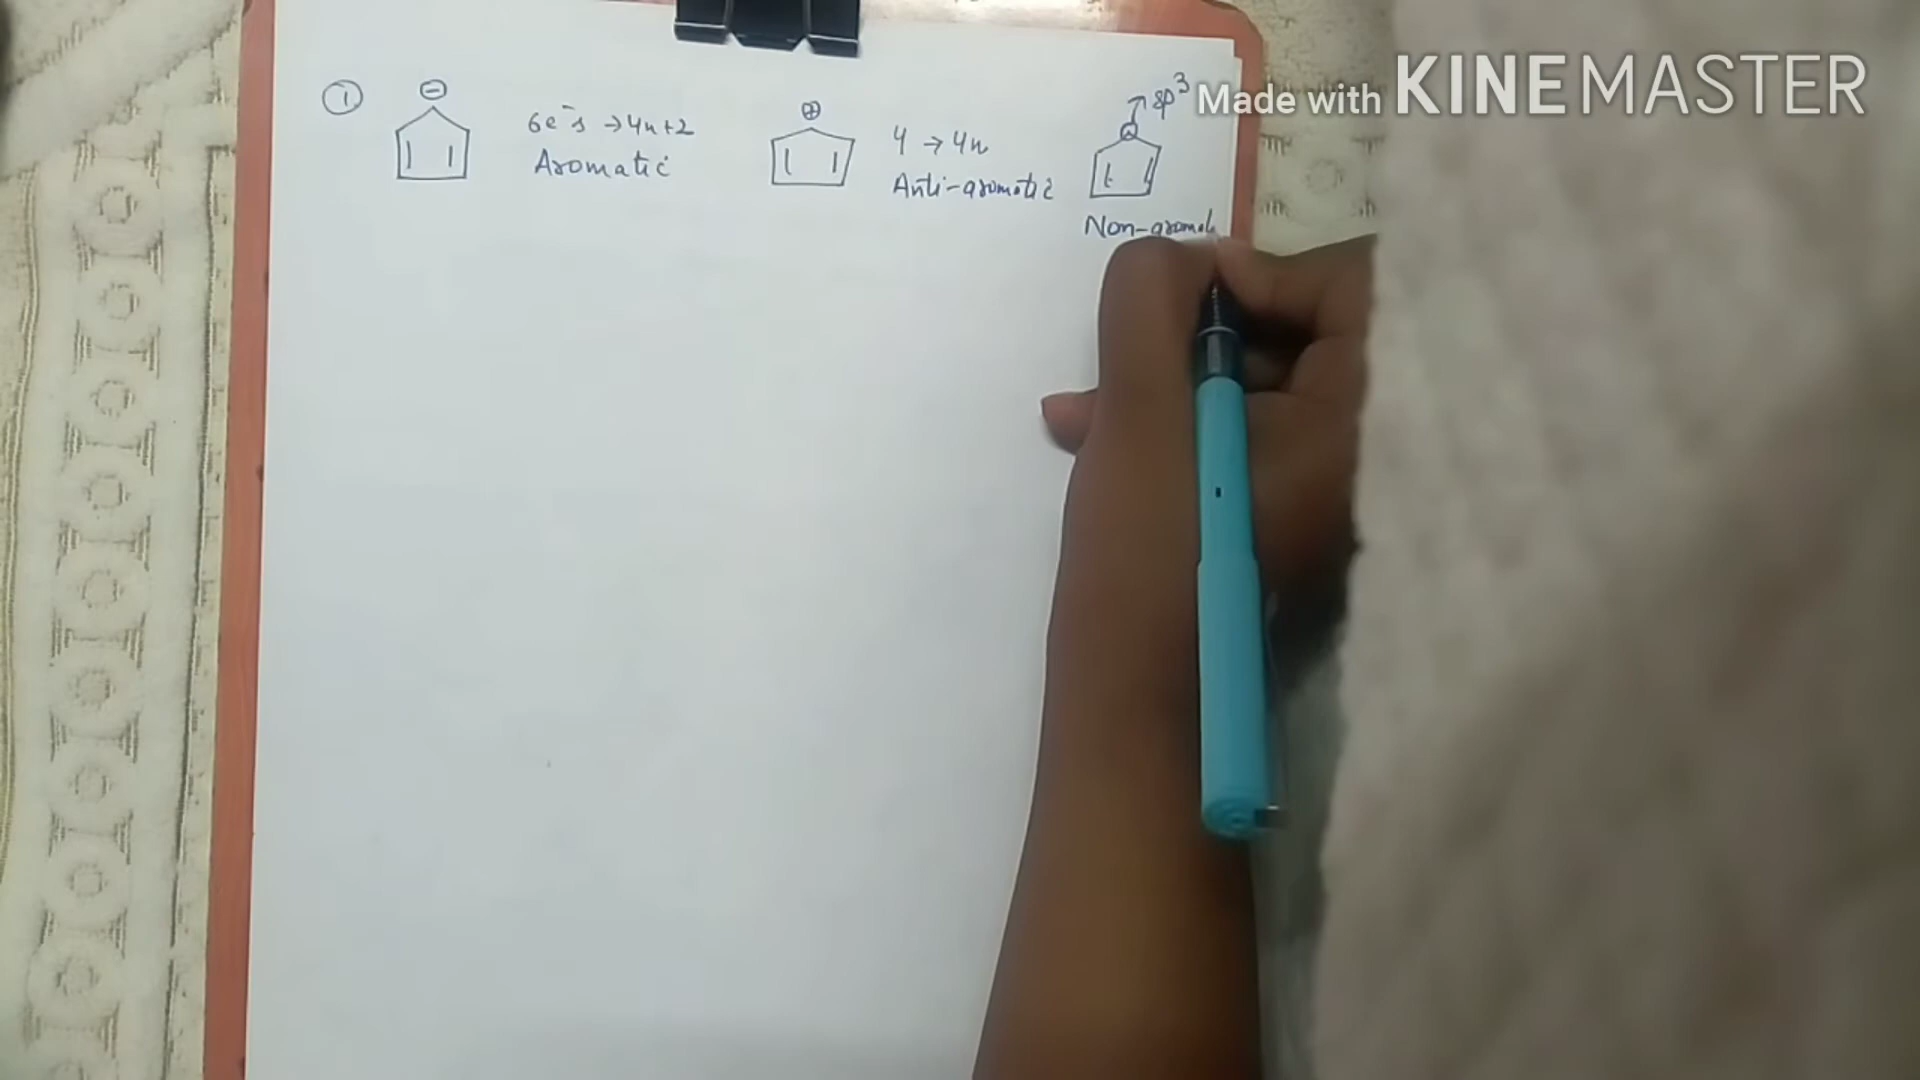 ① ⊖ 6e⁻s → 4n+2
Aromatic
⊕ 4 → 4n
Anti-aromatic
sp³
Non-aromat
Made with KINEMASTER